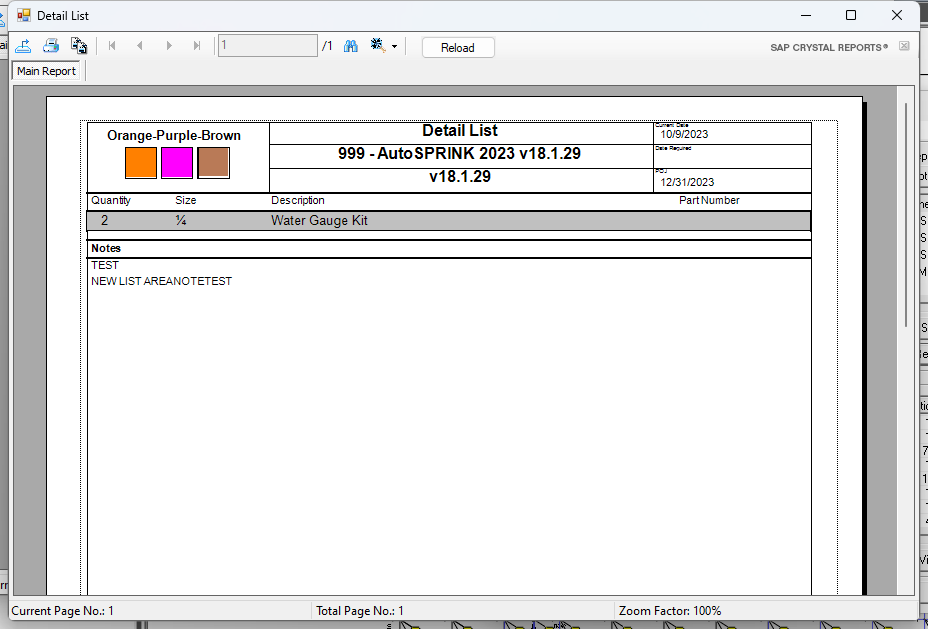 Detail List
1 /1 Reload SAP CRYSTAL REPORTS®
Main Report
Orange-Purple-Brown
Detail List
999 - AutoSPRINK 2023 v18.1.29
v18.1.29
Current Date
10/9/2023
Date Required
12/31/2023
Quantity Size Description Part Number
2 ¼ Water Gauge Kit
Notes
TEST
NEW LIST AREANOTETEST
Current Page No.: 1 Total Page No.: 1 Zoom Factor: 100%